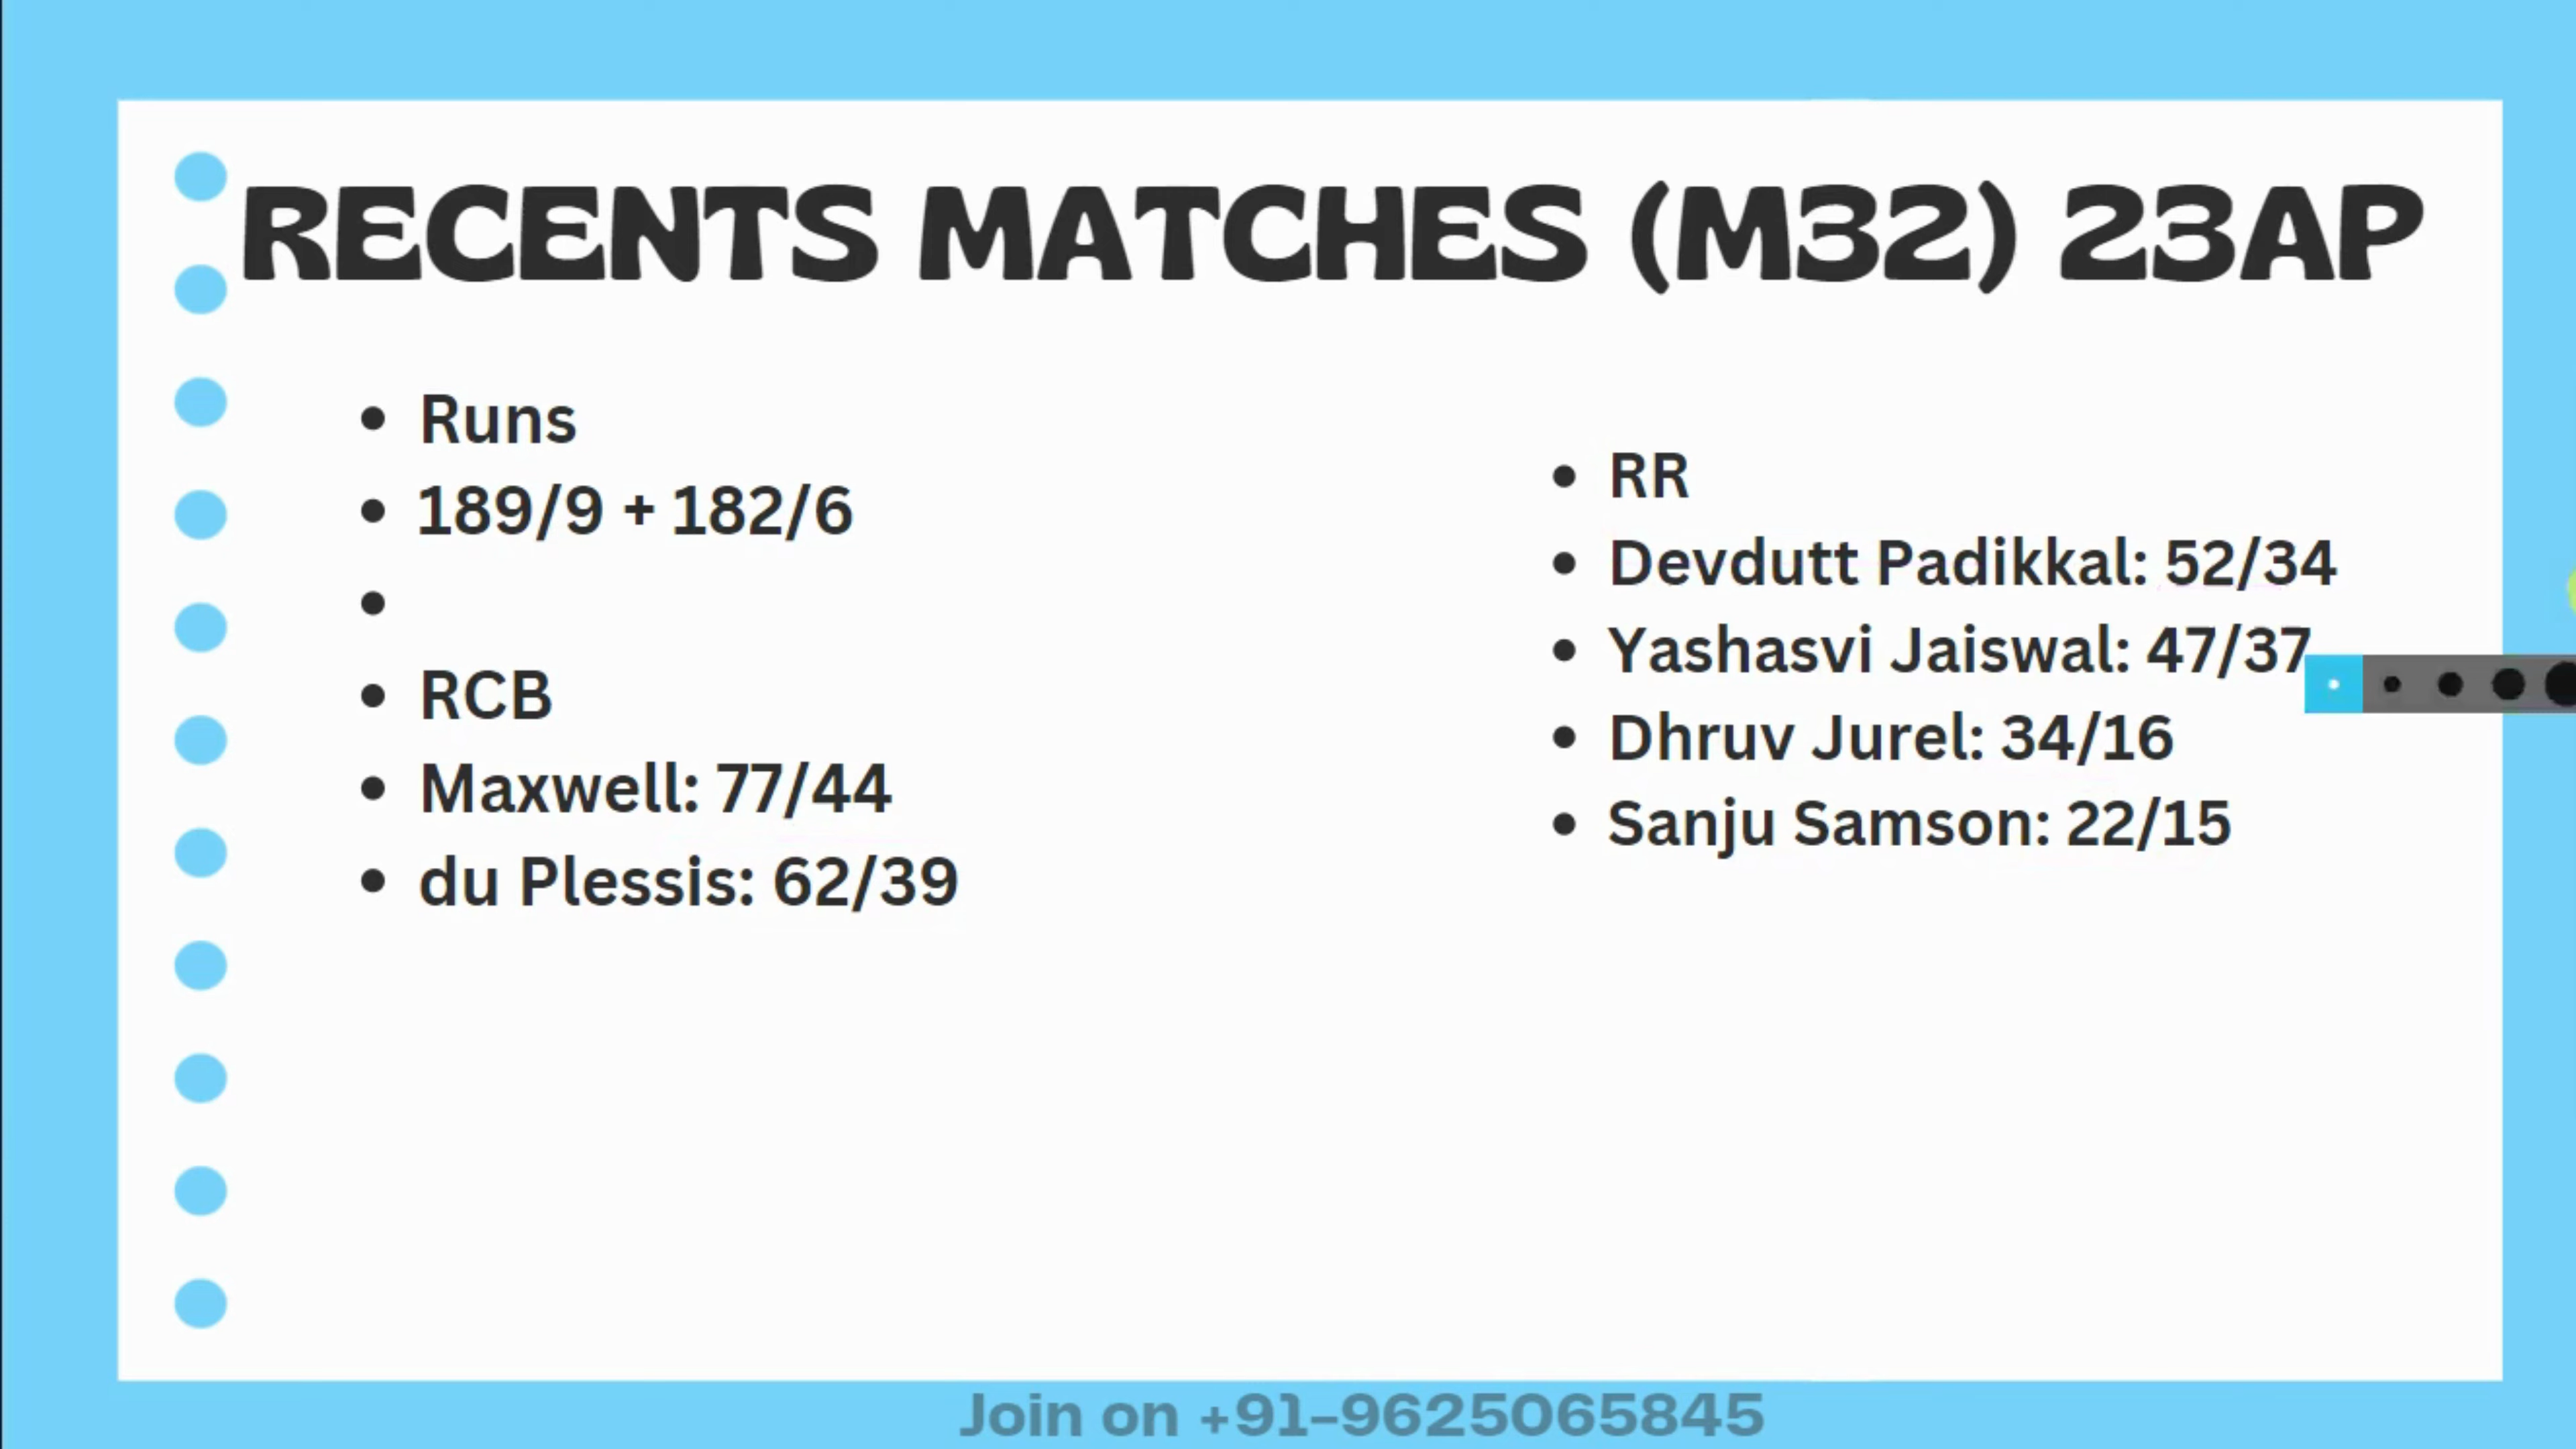 RECENTS MATCHES (M32) 23AP
Runs
189/9 + 182/6
RCB
Maxwell: 77/44
du Plessis: 62/39
RR
Devdutt Padikkal: 52/34
Yashasvi Jaiswal: 47/37
Dhruv Jurel: 34/16
Sanju Samson: 22/15
Join on +91-9625065845